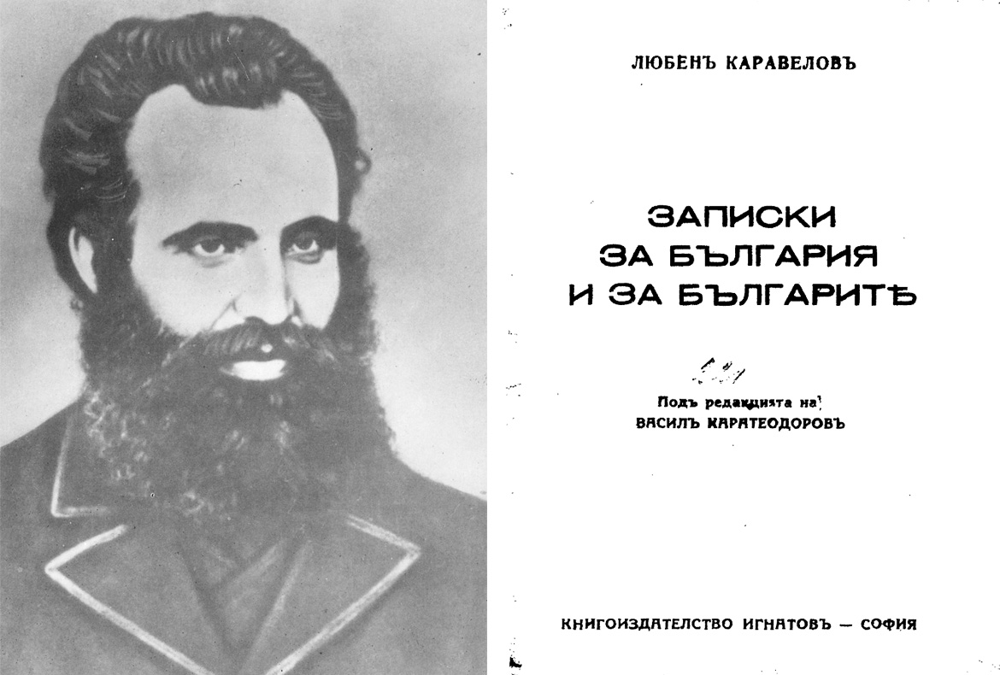 ЛЮБЕНЪ КАРАВЕЛОВЪ
ЗАПИСКИ
ЗА БЪЛГАРИЯ
И ЗА БЪЛГАРИТѢ
Подъ редакцията на
ВАСИЛЪ КАРАТЕОДОРОВЪ
КНИГОИЗДАТЕЛСТВО ИГНАТОВЪ — СОФИЯ